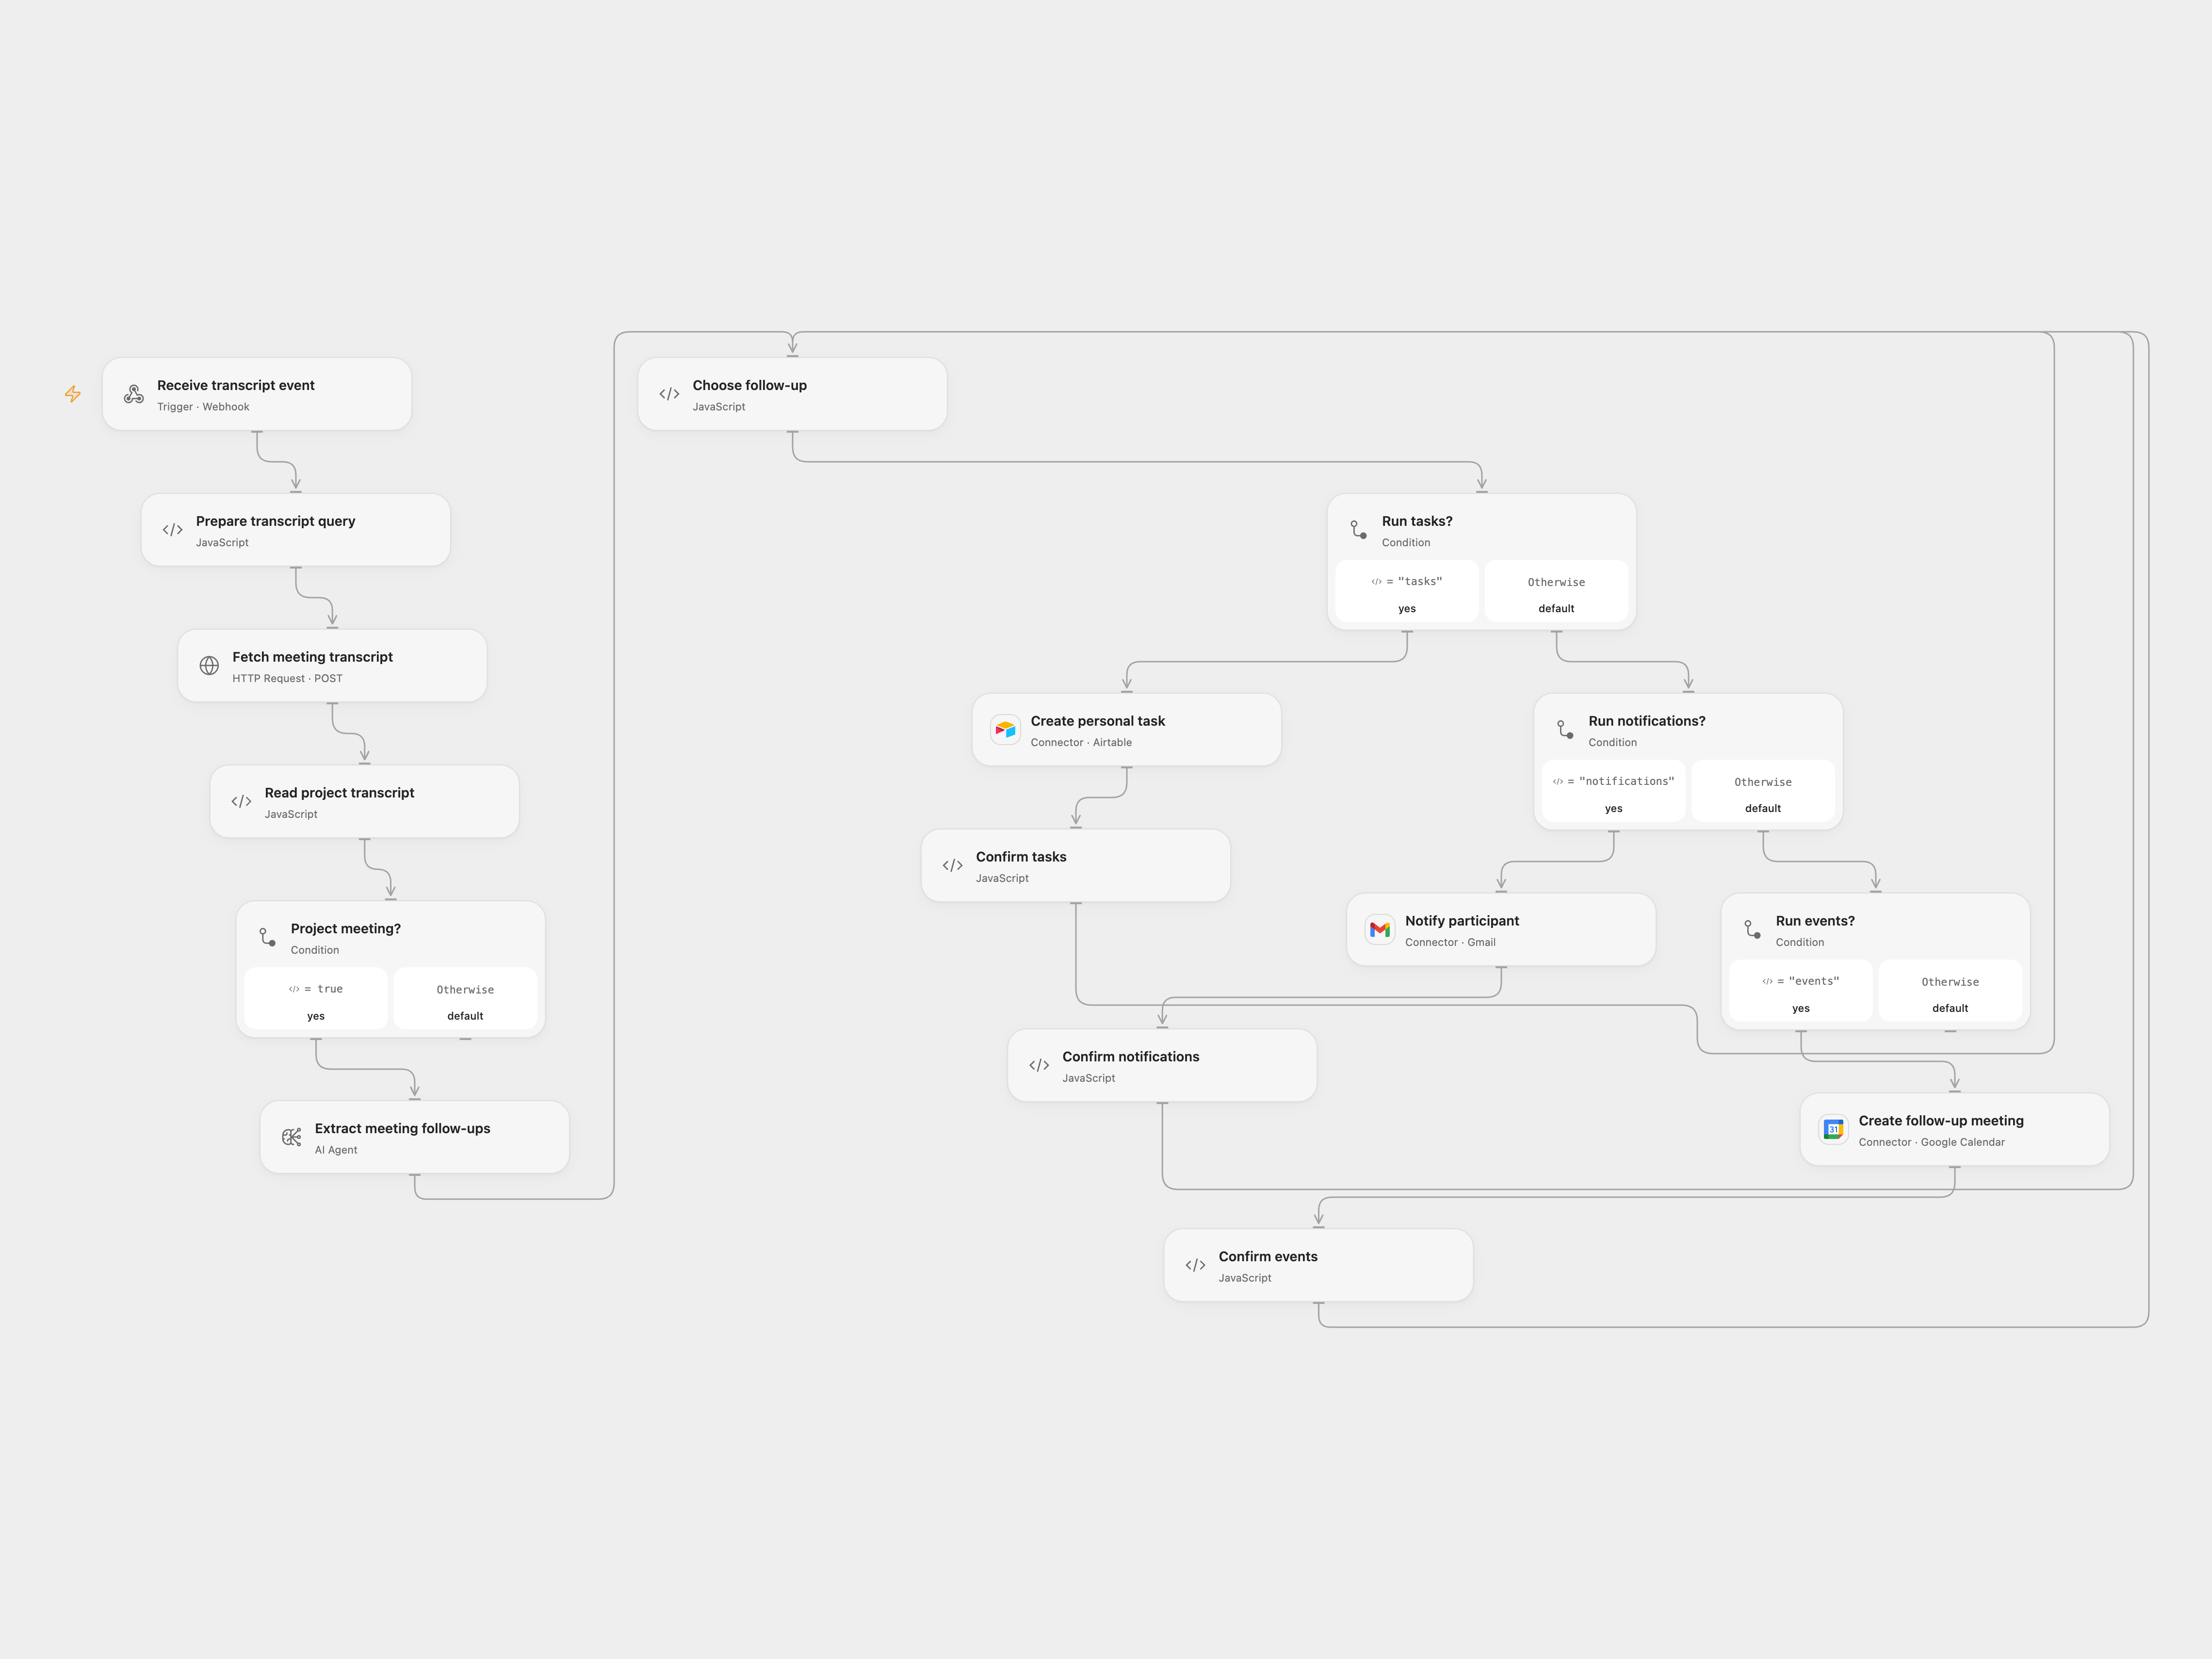 Receive transcript event
Trigger · Webhook
Prepare transcript query
JavaScript
Fetch meeting transcript
HTTP Request · POST
Read project transcript
JavaScript
Project meeting?
Condition
</> = true
yes
Otherwise
default
Extract meeting follow-ups
AI Agent
Choose follow-up
JavaScript
Run tasks?
Condition
</> = "tasks"
yes
Otherwise
default
Create personal task
Connector · Airtable
Confirm tasks
JavaScript
Run notifications?
Condition
</> = "notifications"
yes
Otherwise
default
Notify participant
Connector · Gmail
Confirm notifications
JavaScript
Run events?
Condition
</> = "events"
yes
Otherwise
default
31
Create follow-up meeting
Connector · Google Calendar
Confirm events
JavaScript